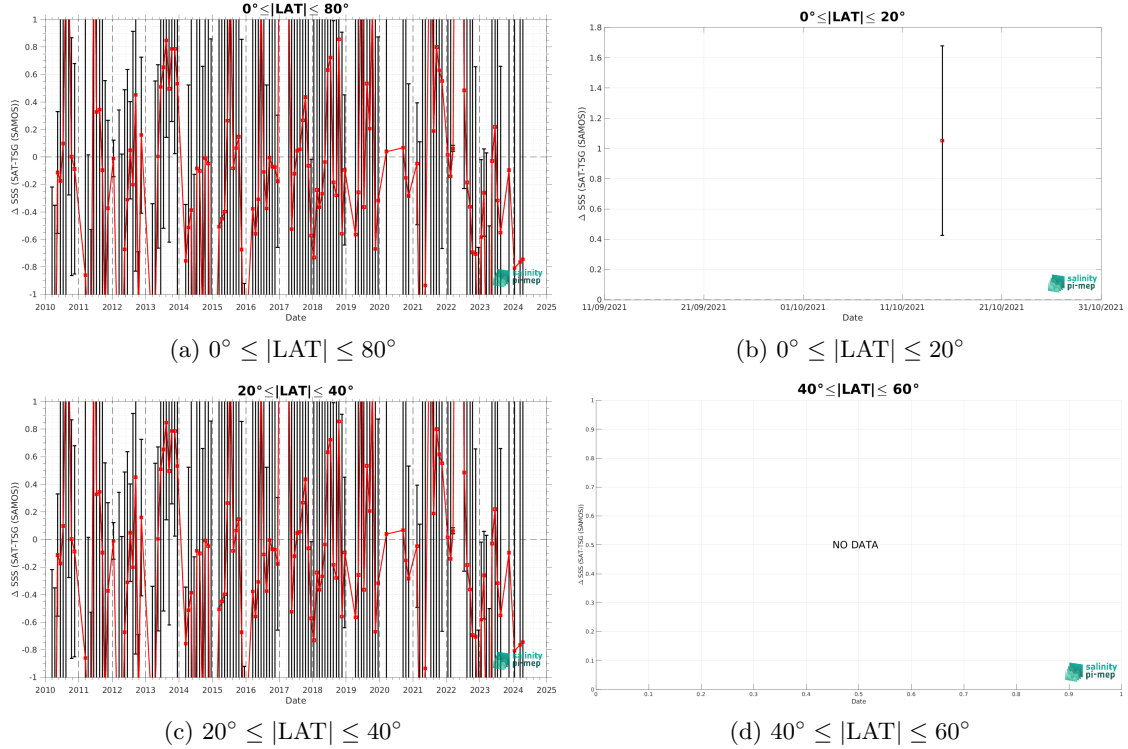 0°≤|LAT|≤ 80°
Δ SSS (SAT-TSG (SAMOS))
1
0.8
0.6
0.4
0.2
0
-0.2
-0.4
-0.6
-0.8
-1
2010 2011 2012 2013 2014 2015 2016 2017 2018 2019 2020 2021 2022 2023 2024 2025
Date
salinity
pi-mep
(a) 0° ≤ |LAT| ≤ 80°
0°≤|LAT|≤ 20°
Δ SSS (SAT-TSG (SAMOS))
1.8
1.6
1.4
1.2
1
0.8
0.6
0.4
0.2
0
11/09/2021 21/09/2021 01/10/2021 11/10/2021 21/10/2021 31/10/2021
Date
salinity
pi-mep
(b) 0° ≤ |LAT| ≤ 20°
20°≤|LAT|≤ 40°
Δ SSS (SAT-TSG (SAMOS))
1
0.8
0.6
0.4
0.2
0
-0.2
-0.4
-0.6
-0.8
-1
2010 2011 2012 2013 2014 2015 2016 2017 2018 2019 2020 2021 2022 2023 2024 2025
Date
salinity
pi-mep
(c) 20° ≤ |LAT| ≤ 40°
40°≤|LAT|≤ 60°
Δ SSS (SAT-TSG (SAMOS))
1
0.9
0.8
0.7
0.6
0.5
0.4
0.3
0.2
0.1
0
NO DATA
0 0.1 0.2 0.3 0.4 0.5 0.6 0.7 0.8 0.9 1
Date
salinity
pi-mep
(d) 40° ≤ |LAT| ≤ 60°